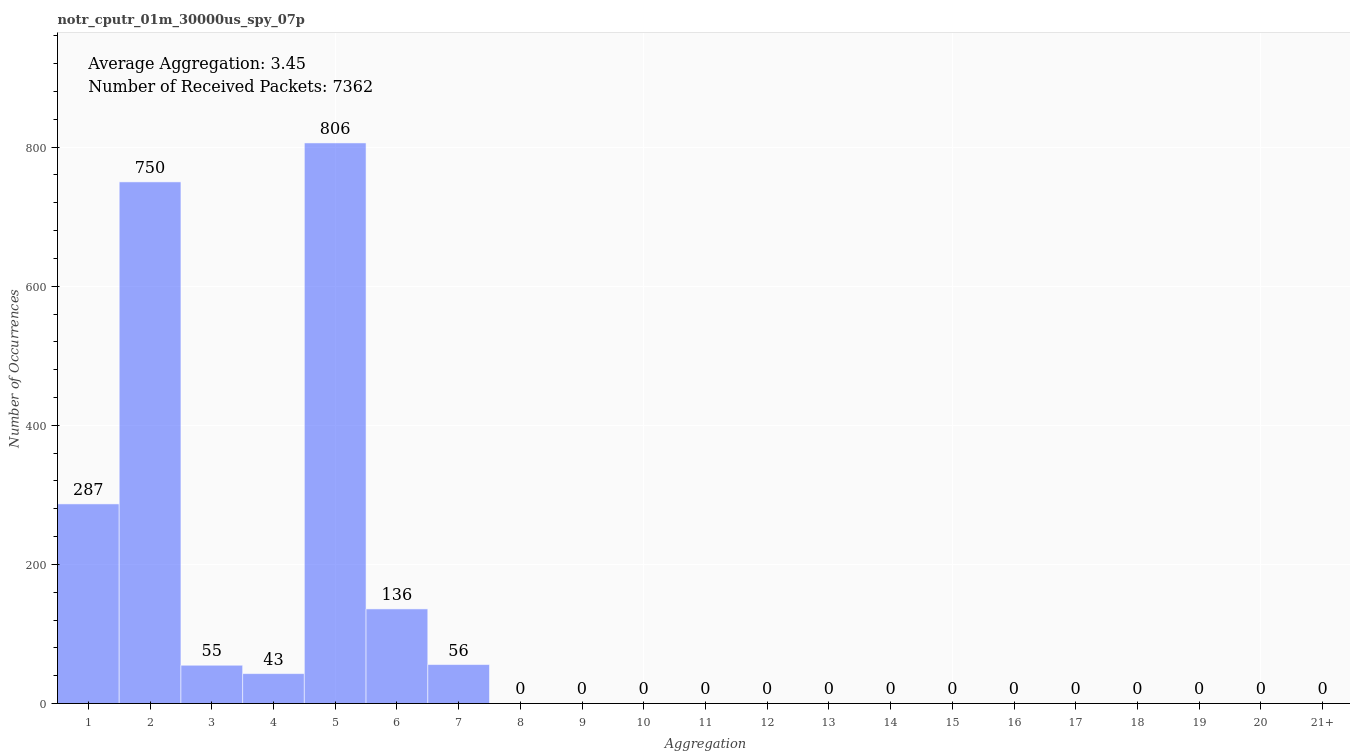 notr_cputr_01m_30000us_spy_07p
Average Aggregation: 3.45
Number of Received Packets: 7362
806
800
750
600
Number of Occurrences
400
287
200
136
55
43
56
0 0 0 0 0 0 0 0 0 0 0 0 0 0
0
1 2 3 4 5 6 7 8 9 10 11 12 13 14 15 16 17 18 19 20 21+
Aggregation